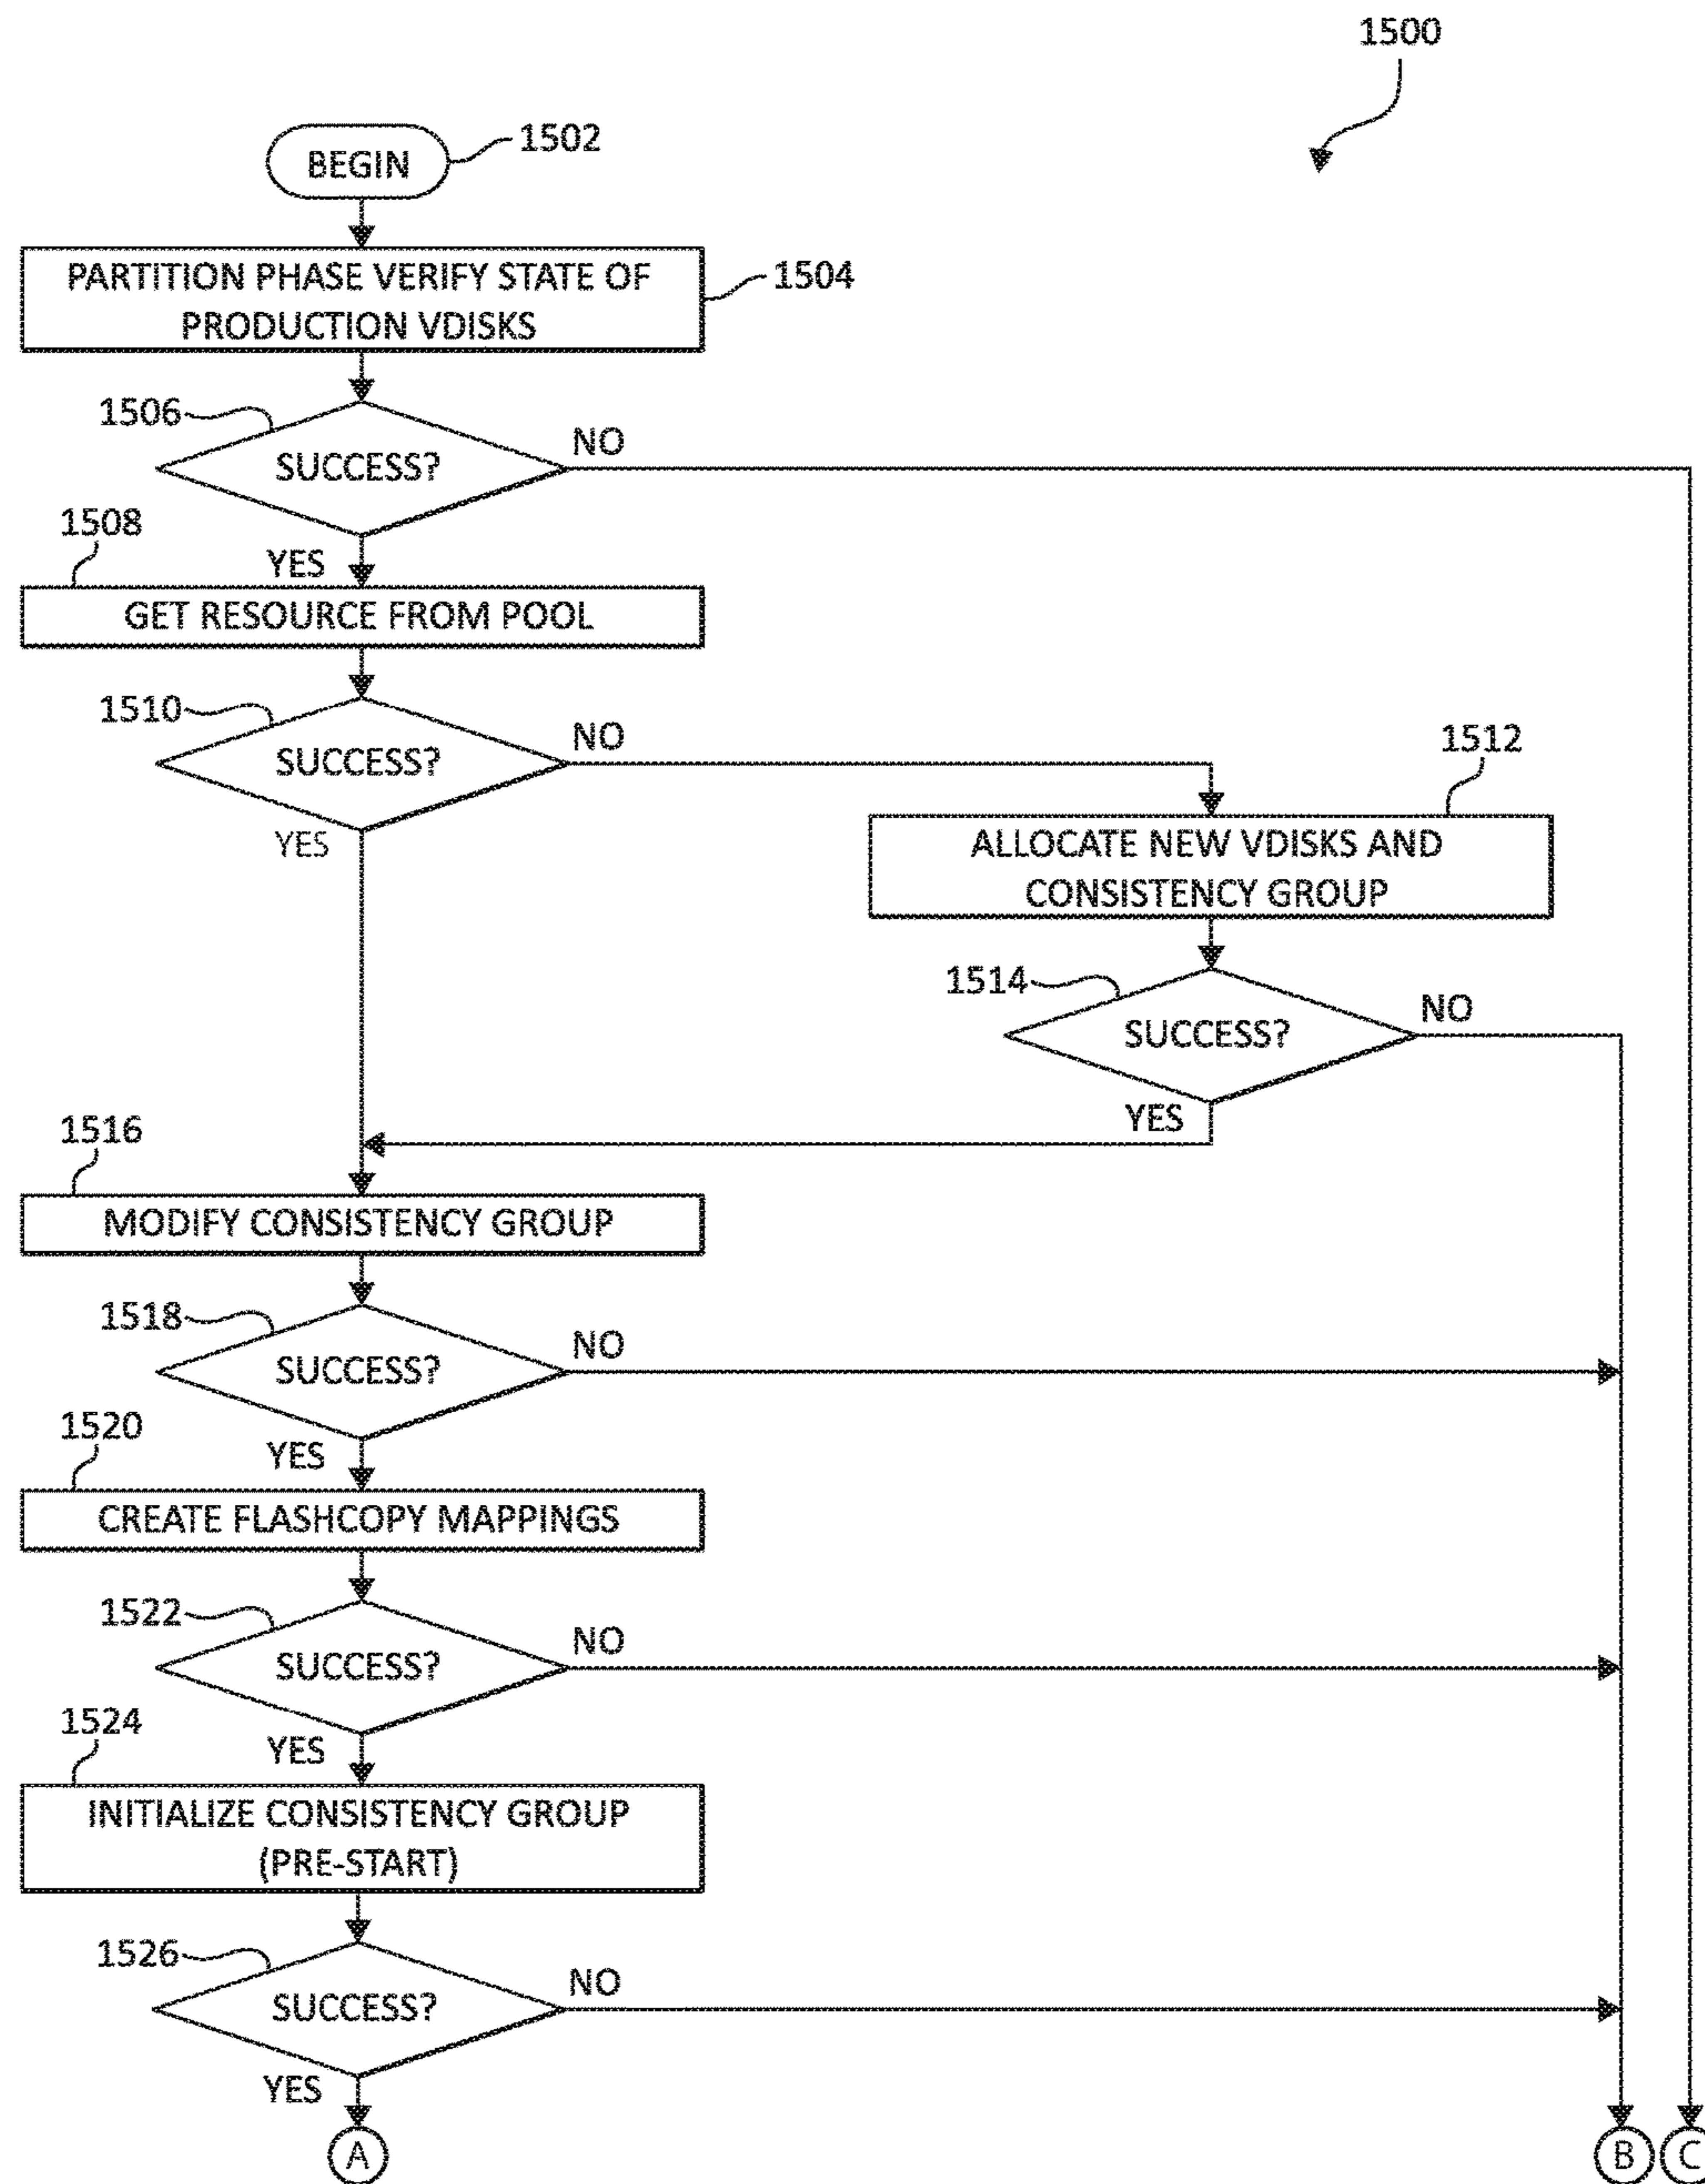 1500
BEGIN
1502
PARTITION PHASE VERIFY STATE OF
PRODUCTION VDISKS
1504
1506
SUCCESS?
NO
YES
1508
GET RESOURCE FROM POOL
1510
SUCCESS?
NO
YES
1512
ALLOCATE NEW VDISKS AND
CONSISTENCY GROUP
1514
SUCCESS?
NO
YES
1516
MODIFY CONSISTENCY GROUP
1518
SUCCESS?
NO
YES
1520
CREATE FLASHCOPY MAPPINGS
1522
SUCCESS?
NO
YES
1524
INITIALIZE CONSISTENCY GROUP
(PRE-START)
1526
SUCCESS?
NO
YES
A
B
C